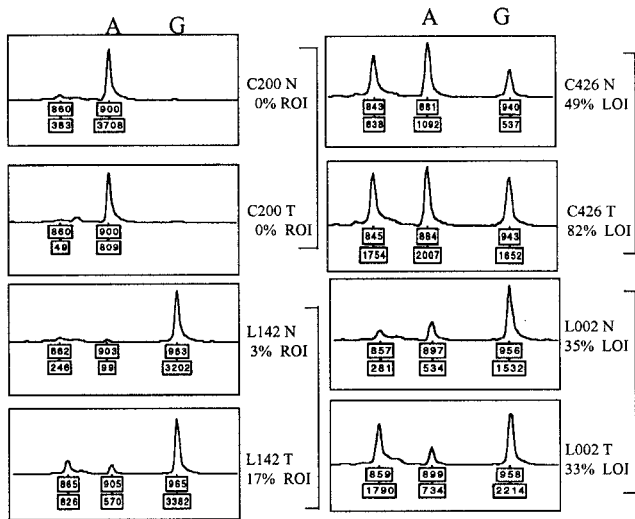 A G
C200 N
0% ROI
860 900
383 3708
C200 T
0% ROI
860 900
49 809
L142 N
3% ROI
862 903 963
246 99 3202
L142 T
17% ROI
865 905 965
826 570 3382
A G
C426 N
49% LOI
843 881 940
638 1092 537
C426 T
82% LOI
845 884 943
1754 2007 1652
L002 N
35% LOI
857 897 956
281 534 1532
L002 T
33% LOI
859 899 958
1790 734 2214